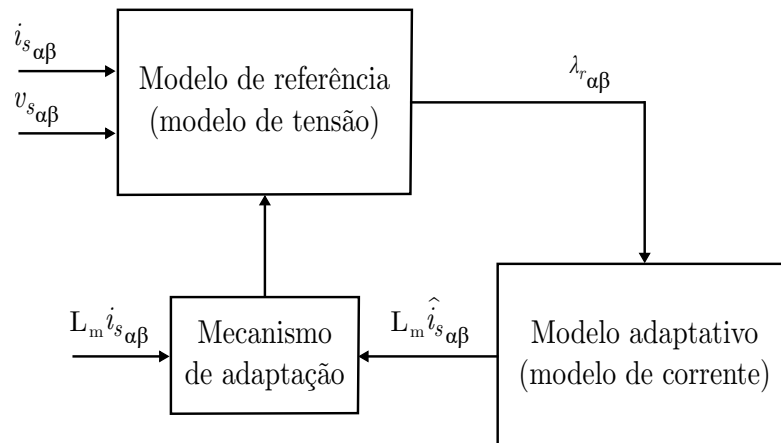 i_{s_{αβ}}
v_{s_{αβ}}
Modelo de referência
(modelo de tensão)
λ_{r_{αβ}}
L_m i_{s_{αβ}}
Mecanismo
de adaptação
L_m \hat{i}_{s_{αβ}}
Modelo adaptativo
(modelo de corrente)